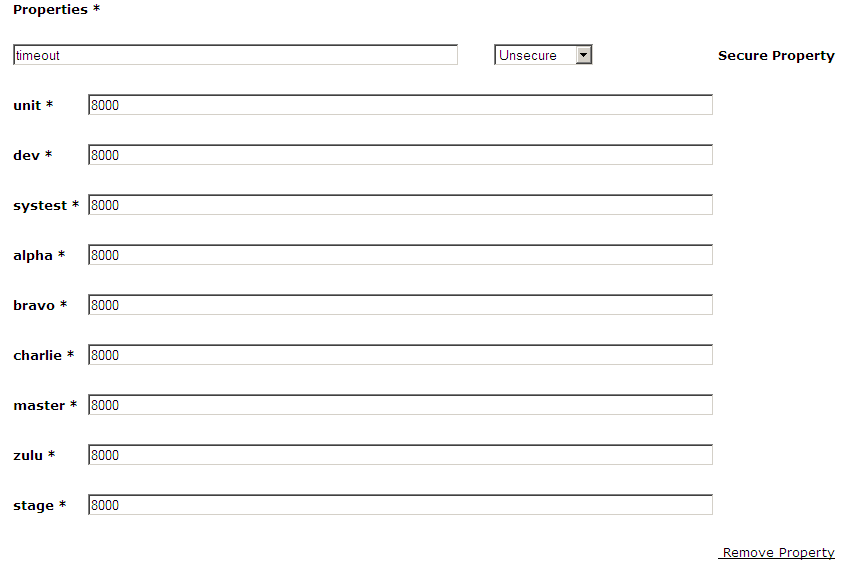 Properties *
timeout Unsecure Secure Property
unit * 8000
dev * 8000
systest * 8000
alpha * 8000
bravo * 8000
charlie * 8000
master * 8000
zulu * 8000
stage * 8000
Remove Property